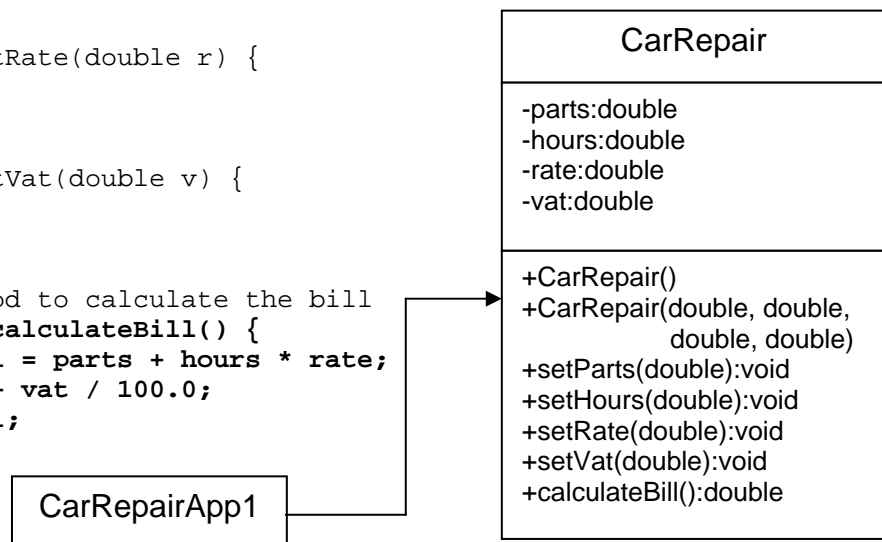 tRate(double r) {
tVat(double v) {
od to calculate the bill
calculateBill() {
l = parts + hours * rate;
+ vat / 100.0;
l;
CarRepairApp1
CarRepair
-parts:double
-hours:double
-rate:double
-vat:double
+CarRepair()
+CarRepair(double, double,
double, double)
+setParts(double):void
+setHours(double):void
+setRate(double):void
+setVat(double):void
+calculateBill():double